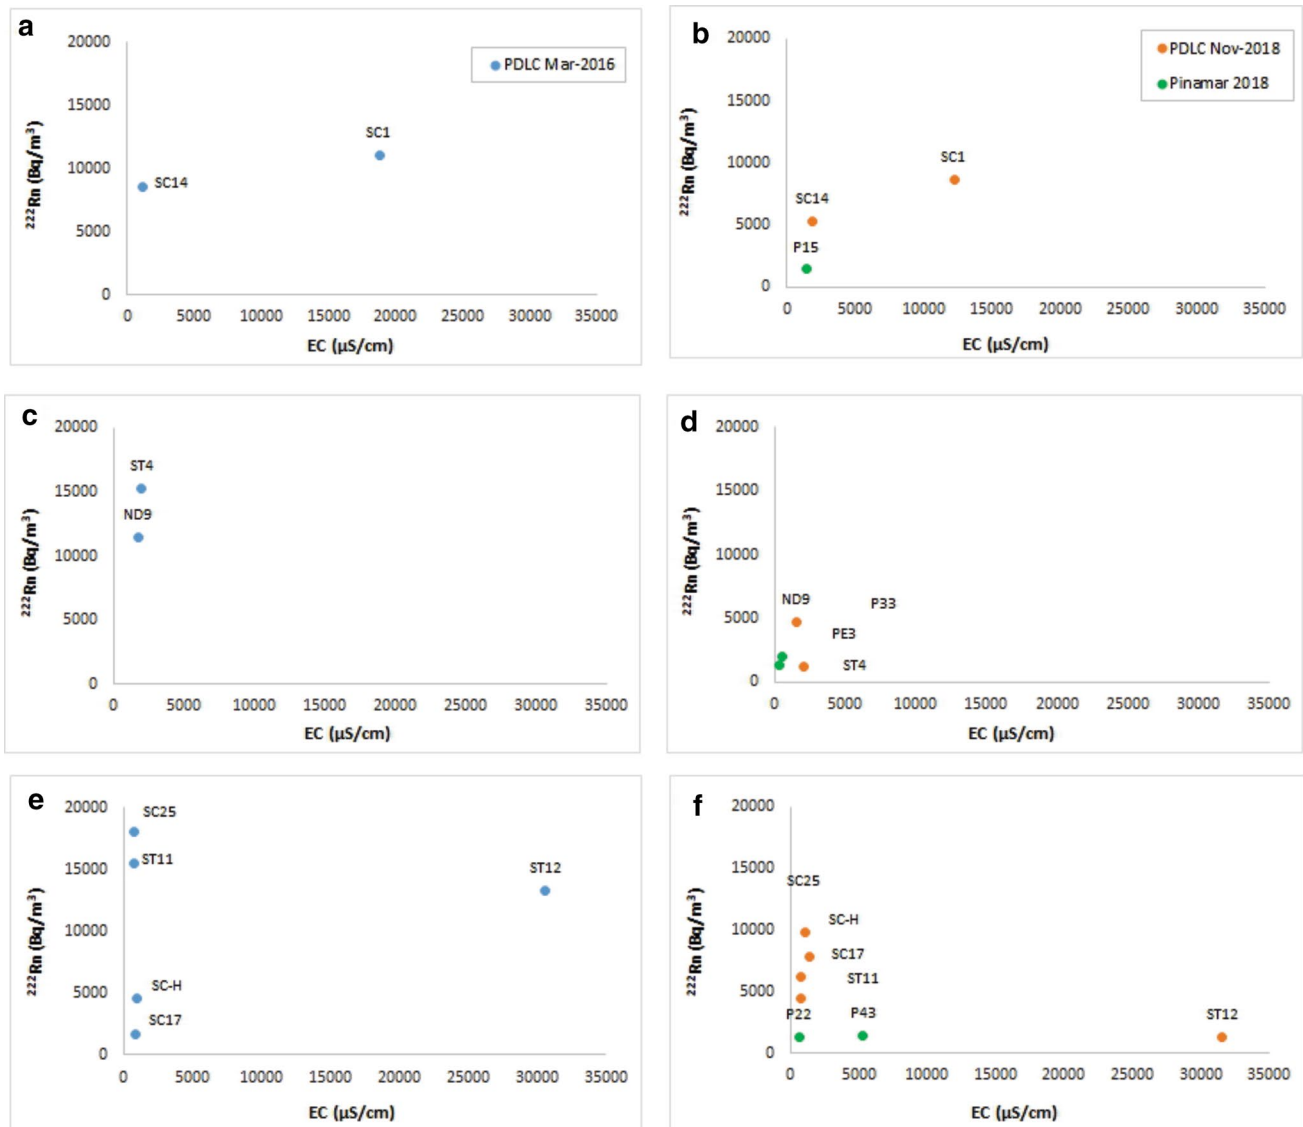 a
20000
15000
10000
5000
0
²²²Rn (Bq/m³)
PDLC Mar-2016
SC1
SC14
0 5000 10000 15000 20000 25000 30000 35000
EC (µS/cm)
b
20000
15000
10000
5000
0
²²²Rn (Bq/m³)
PDLC Nov-2018
Pinamar 2018
SC1
SC14
P15
0 5000 10000 15000 20000 25000 30000 35000
EC (µS/cm)
c
20000
15000
10000
5000
0
²²²Rn (Bq/m³)
ST4
ND9
0 5000 10000 15000 20000 25000 30000 35000
EC (µS/cm)
d
20000
15000
10000
5000
0
²²²Rn (Bq/m³)
ND9
P33
PE3
ST4
0 5000 10000 15000 20000 25000 30000 35000
EC (µS/cm)
e
20000
15000
10000
5000
0
²²²Rn (Bq/m³)
SC25
ST11
ST12
SC-H
SC17
0 5000 10000 15000 20000 25000 30000 35000
EC (µS/cm)
f
20000
15000
10000
5000
0
²²²Rn (Bq/m³)
SC25
SC-H
SC17
ST11
P22
P43
ST12
0 5000 10000 15000 20000 25000 30000 35000
EC (µS/cm)